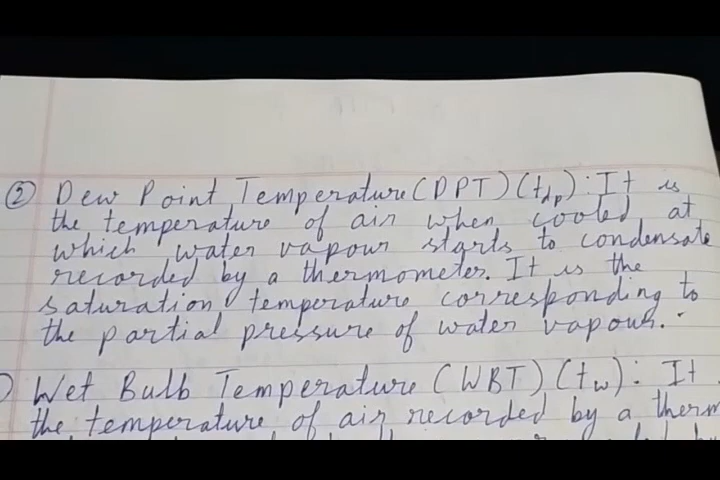 ② Dew Point Temperature (DPT) (tdp): It is
the temperature of air when cooled, at
which water vapour starts to condensate
recorded by a thermometer. It is the
saturation temperature corresponding to
the partial pressure of water vapour.
Wet Bulb Temperature (WBT) (tw): It
the temperature of air recorded by a therm